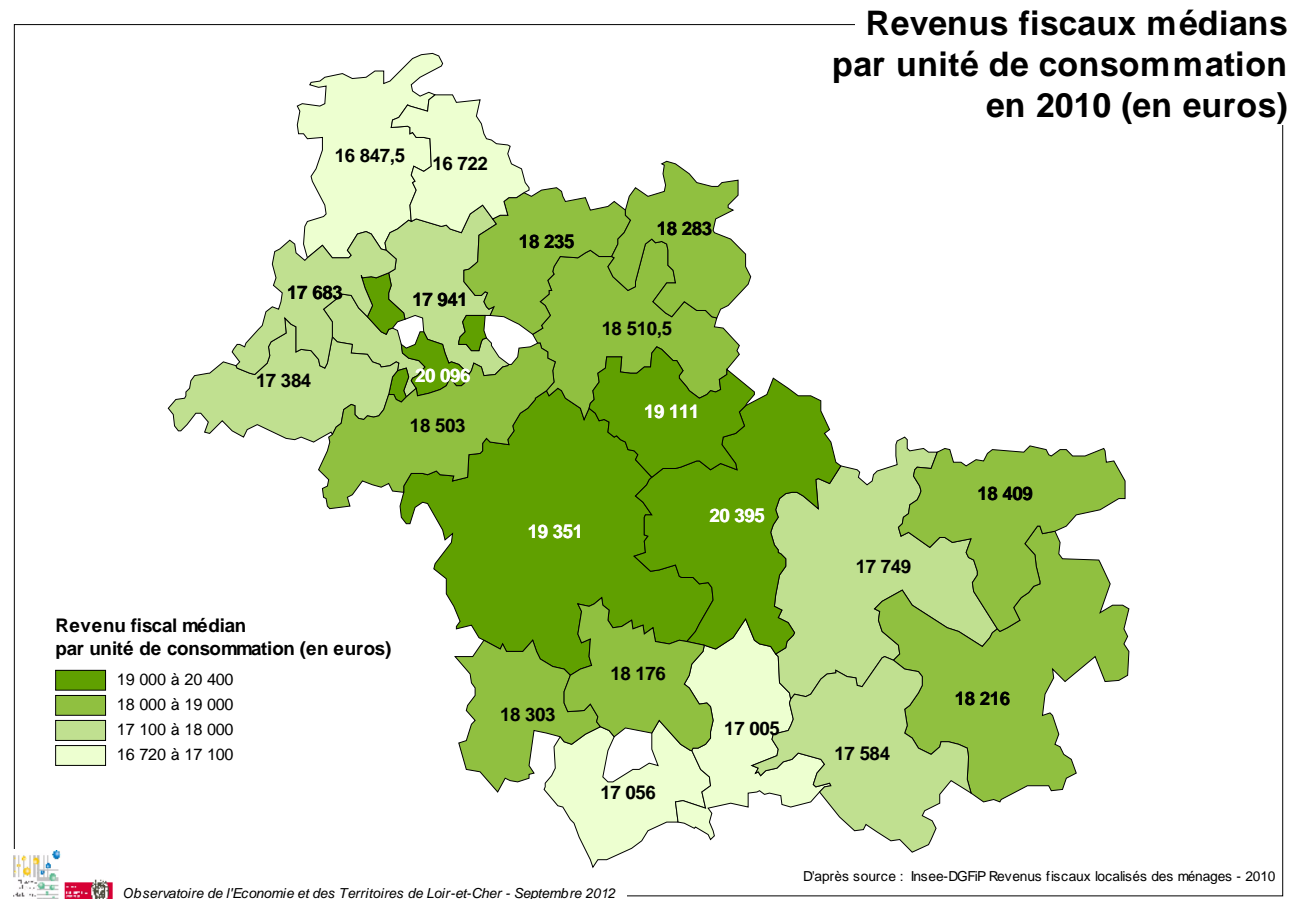 Revenus fiscaux médians
par unité de consommation
en 2010 (en euros)
16 847,5
16 722
18 235
18 283
17 683
17 941
18 510,5
17 384
20 096
19 111
18 503
18 409
20 395
19 351
17 749
Revenu fiscal médian
par unité de consommation (en euros)
19 000 à 20 400
18 000 à 19 000
17 100 à 18 000
16 720 à 17 100
18 176
18 216
18 303
17 005
17 584
17 056
D'après source : Insee-DGFiP Revenus fiscaux localisés des ménages - 2010
Observatoire de l'Economie et des Territoires de Loir-et-Cher - Septembre 2012